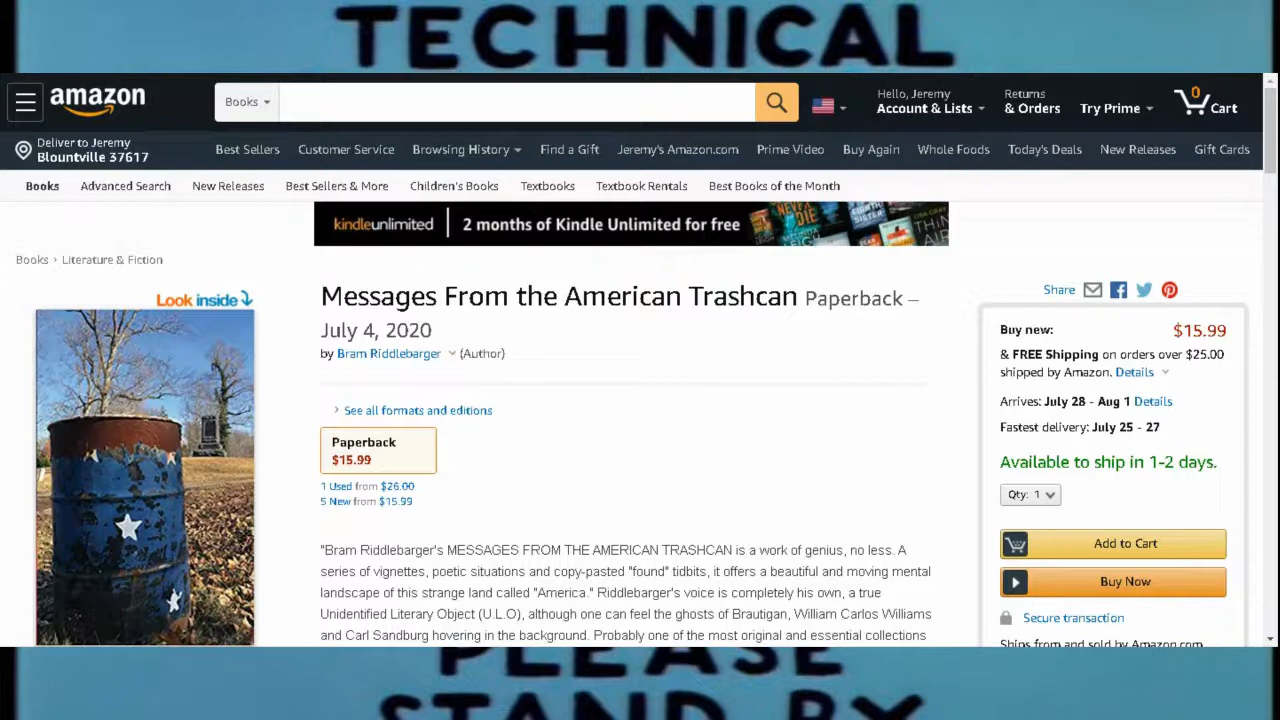 TECHNICAL
amazon
Books
Hello, Jeremy
Account & Lists
Returns
& Orders
Try Prime
0
Cart
Deliver to Jeremy
Blountville 37617
Best Sellers Customer Service Browsing History Find a Gift Jeremy's Amazon.com Prime Video Buy Again Whole Foods Today's Deals New Releases Gift Cards
Books Advanced Search New Releases Best Sellers & More Children's Books Textbooks Textbook Rentals Best Books of the Month
kindleunlimited 2 months of Kindle Unlimited for free
NEVER
DIE
EIGHTH
SISTER
Books › Literature & Fiction
Look inside
Messages From the American Trashcan Paperback –
July 4, 2020
by Bram Riddlebarger (Author)
See all formats and editions
Paperback
$15.99
1 Used from $26.00
5 New from $15.99
"Bram Riddlebarger's MESSAGES FROM THE AMERICAN TRASHCAN is a work of genius, no less. A
series of vignettes, poetic situations and copy-pasted "found" tidbits, it offers a beautiful and moving mental
landscape of this strange land called "America." Riddlebarger's voice is completely his own, a true
Unidentified Literary Object (U.L.O), although one can feel the ghosts of Brautigan, William Carlos Williams
and Carl Sandburg hovering in the background. Probably one of the most original and essential collections
Share
Buy new: $15.99
& FREE Shipping on orders over $25.00
shipped by Amazon. Details
Arrives: July 28 - Aug 1 Details
Fastest delivery: July 25 - 27
Available to ship in 1-2 days.
Qty: 1
Add to Cart
Buy Now
Secure transaction
Ships from and sold by Amazon.com
PLEASE
STAND BY